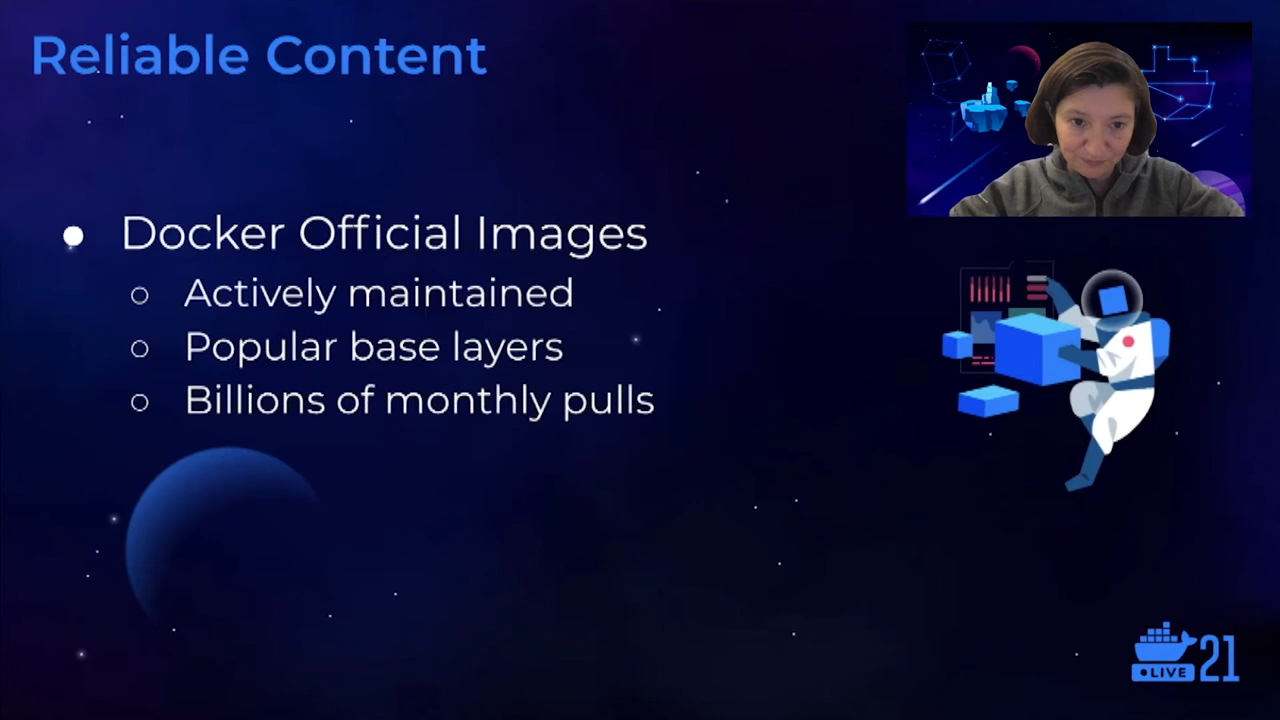 Reliable Content
Docker Official Images
Actively maintained
Popular base layers
Billions of monthly pulls
LIVE 21